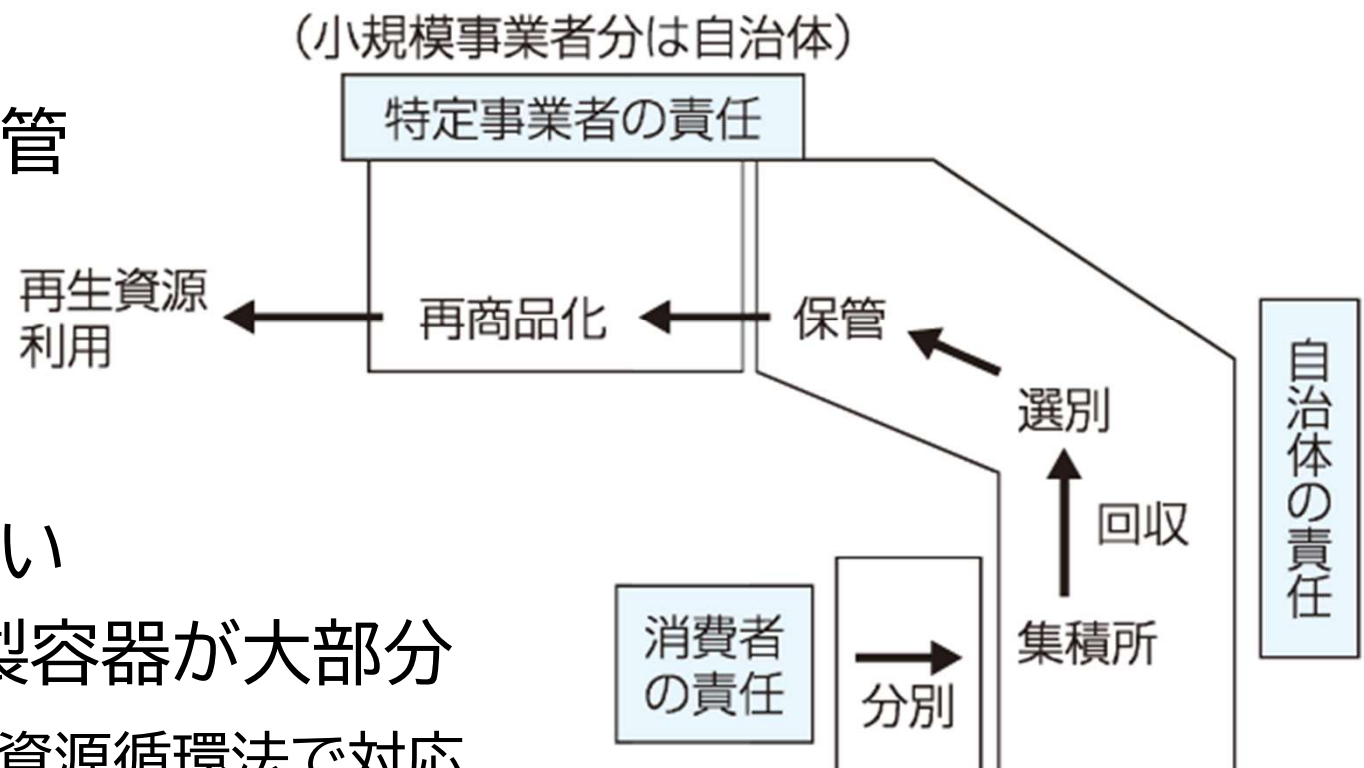 （小規模事業者分は自治体）
特定事業者の責任
管
再生資源
利用
再商品化
保管
選別
回収
自治体の責任
い
製容器が大部分
消費者
の責任
分別
集積所
資源循環法で対応